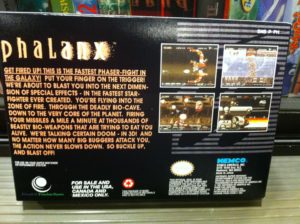 SNS-P-PH
phalanx
GET FIRED UP! THIS IS THE FASTEST PHASER-FIGHT IN
THE GALAXY! PUT YOUR FINGER ON THE TRIGGER!
WE'RE ABOUT TO BLAST YOU INTO THE NEXT DIMEN-
SION OF SPECIAL EFFECTS - IN THE FASTEST STAR-
FIGHTER EVER CREATED. YOU'RE FLYING INTO THE
ZONE OF FIRE. THROUGH THE DEADLY BIO-CAVE,
DOWN TO THE VERY CORE OF THE PLANET. FIRING
YOUR MISSILES A MILE A MINUTE AT THOUSANDS OF
BEASTLY BIO-WEAPONS THAT ARE TRYING TO EAT YOU
ALIVE. WE'RE TALKING CERTAIN DOOM - IN 3D! AND
NO MATTER HOW MANY BIG BUGGERS ATTACK YOU,
THE ACTION NEVER SLOWS DOWN. SO BUCKLE UP,
AND BLAST OFF!
KEMCO
FOR SALE AND
USE IN THE USA,
CANADA AND
MEXICO ONLY.